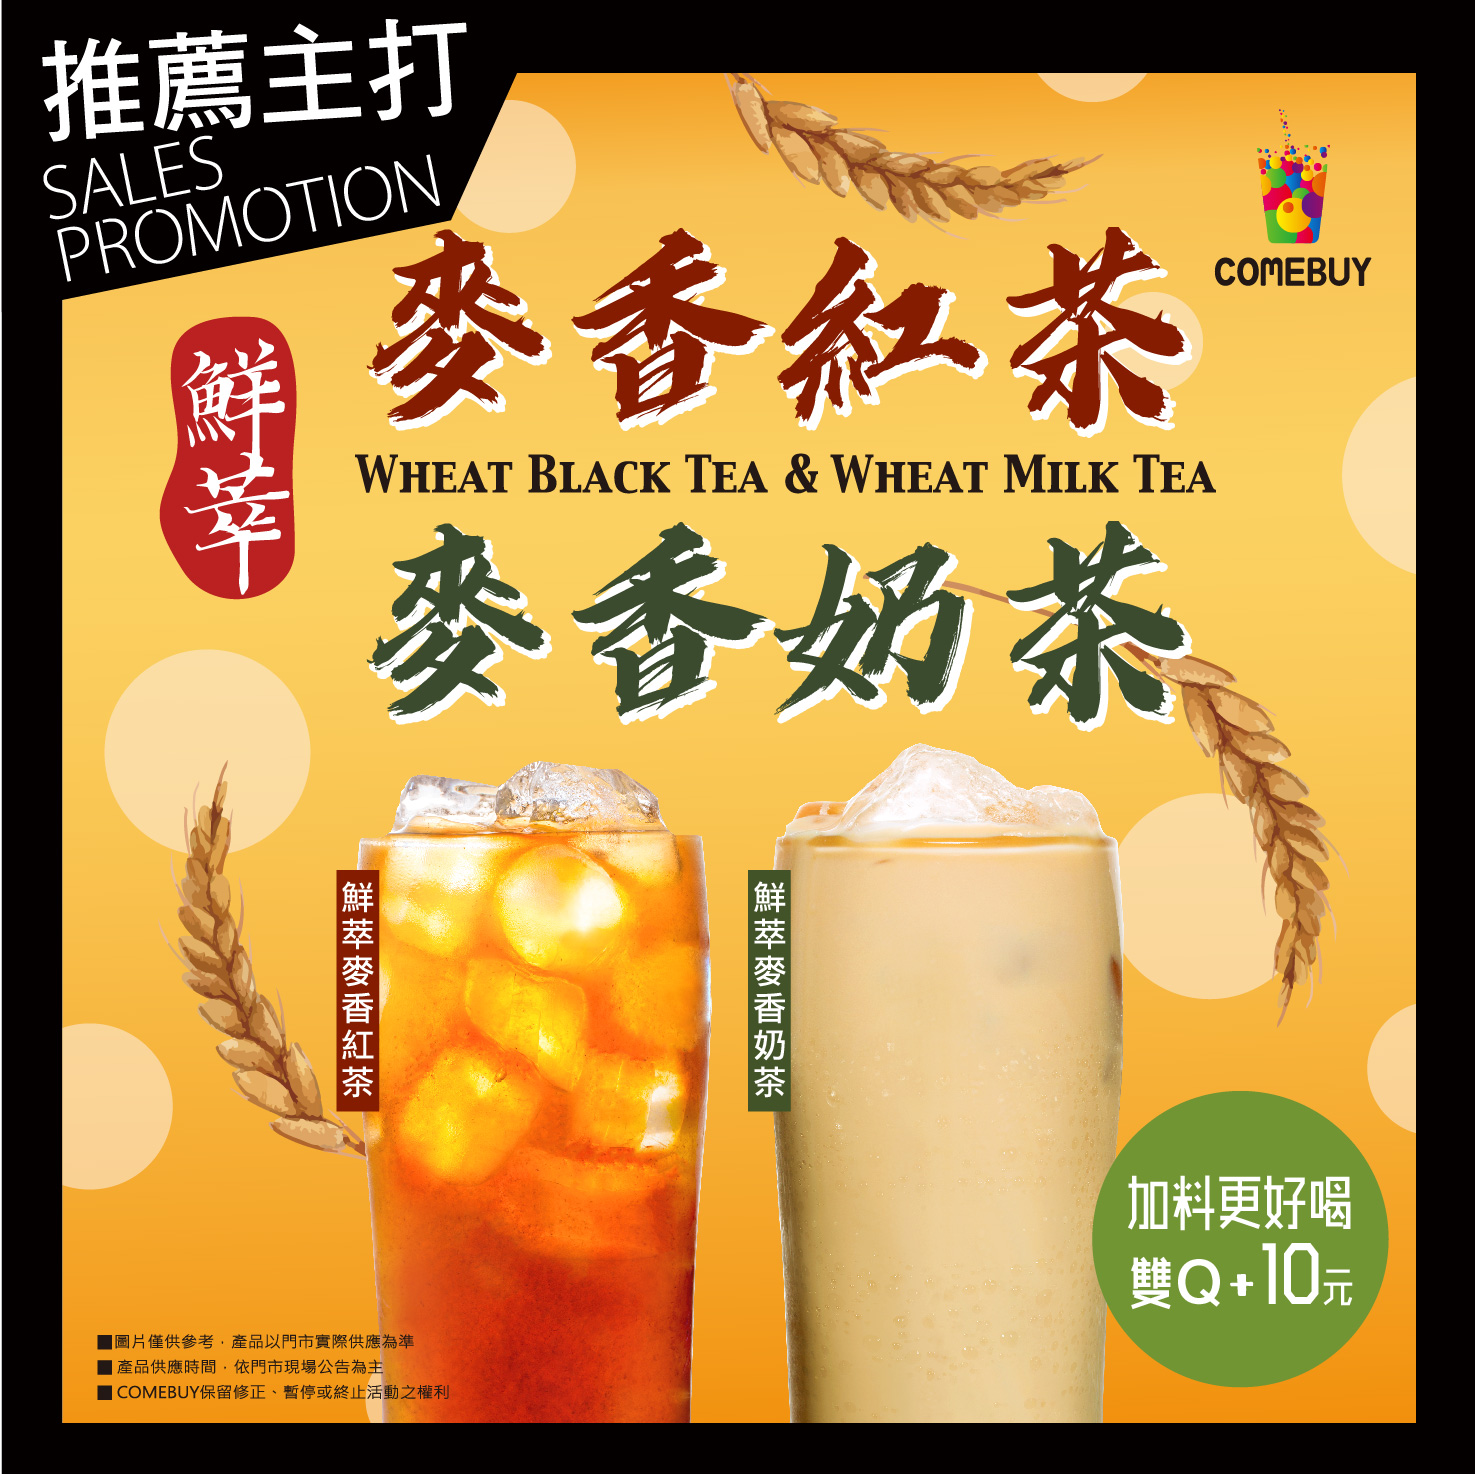 推薦主打
SALES
PROMOTION
COMEBUY
鮮萃
麥香紅茶
WHEAT BLACK TEA & WHEAT MILK TEA
麥香奶茶
鮮萃麥香紅茶
鮮萃麥香奶茶
加料更好喝
雙Q+10元
■圖片僅供參考，產品以門市實際供應為準
■產品供應時間，依門市現場公告為主
■COMEBUY保留修正、暫停或終止活動之權利